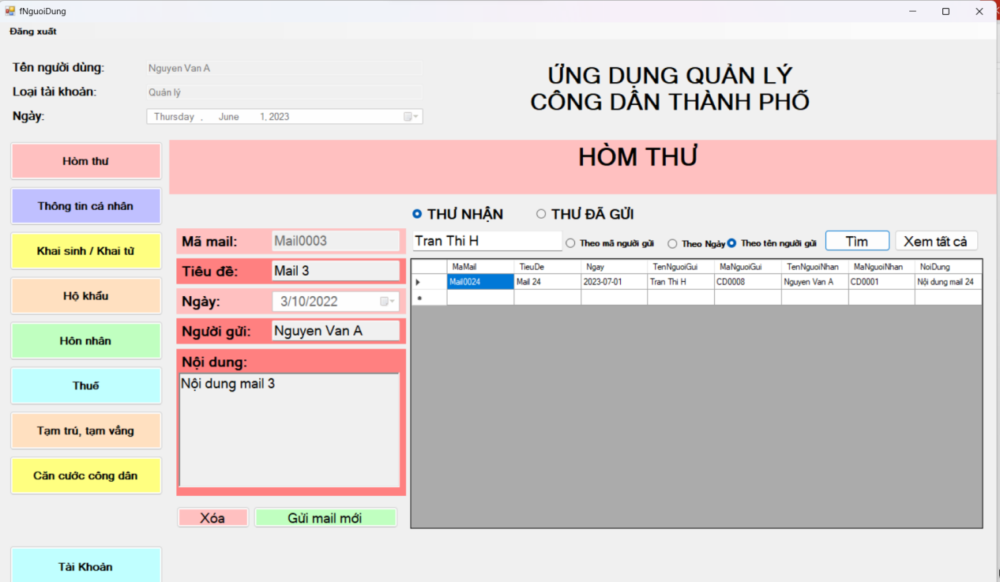 fNguoiDung
Đăng xuất
Tên người dùng: Nguyen Van A
Loại tài khoản: Quản lý
Ngày: Thursday , June 1, 2023
ỨNG DỤNG QUẢN LÝ
CÔNG DÂN THÀNH PHỐ
Hòm thư
Thông tin cá nhân
Khai sinh / Khai tử
Hộ khẩu
Hôn nhân
Thuế
Tạm trú, tạm vắng
Căn cước công dân
Tài Khoản
HÒM THƯ
THƯ NHẬN THƯ ĐÃ GỬI
Mã mail: Mail0003
Tiêu đề: Mail 3
Ngày: 3/10/2022
Người gửi: Nguyen Van A
Nội dung:
Nội dung mail 3
Xóa Gửi mail mới
Tran Thi H Theo mã người gửi Theo Ngày Theo tên người gửi Tìm Xem tất cả
MaMail TieuDe Ngay TenNguoiGui MaNguoiGui TenNguoiNhan MaNguoiNhan NoiDung
Mail0024 Mail 24 2023-07-01 Tran Thi H CD0008 Nguyen Van A CD0001 Nội dung mail 24